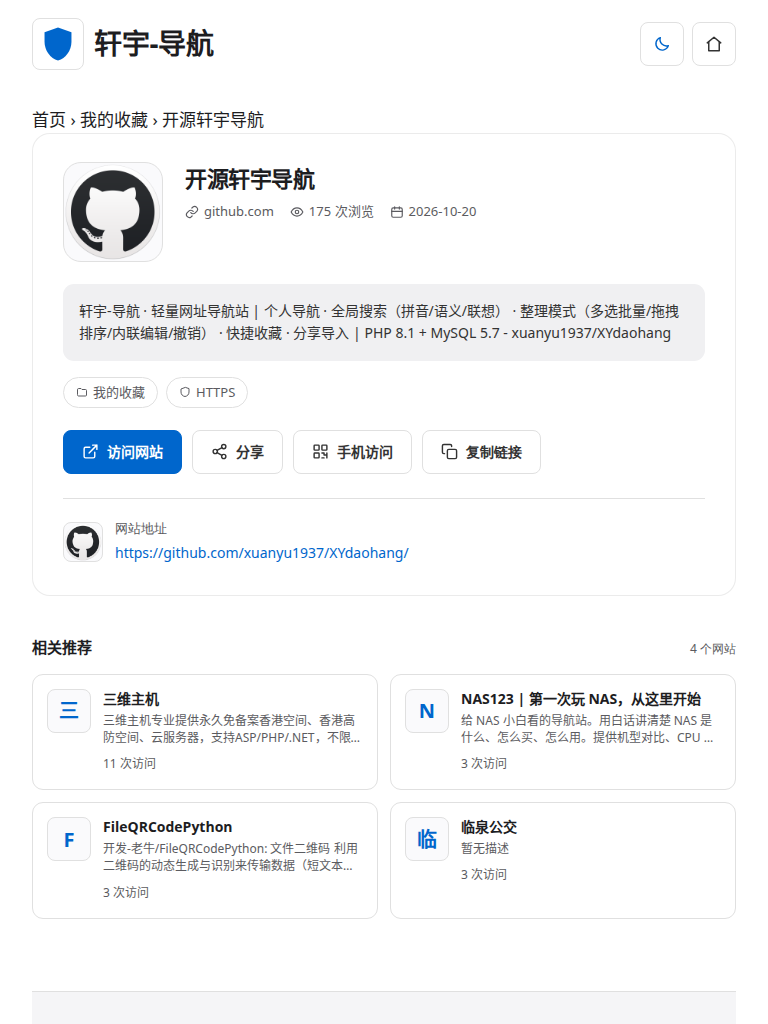 轩宇-导航
首页 › 我的收藏 › 开源轩宇导航
开源轩宇导航
github.com 175 次浏览 2026-10-20
轩宇-导航 · 轻量网址导航站 | 个人导航 · 全局搜索（拼音/语义/联想） · 整理模式（多选批量/拖拽
排序/内联编辑/撤销） · 快捷收藏 · 分享导入 | PHP 8.1 + MySQL 5.7 - xuanyu1937/XYdaohang
我的收藏 HTTPS
访问网站 分享 手机访问 复制链接
网站地址
https://github.com/xuanyu1937/XYdaohang/
相关推荐 4 个网站
三
三维主机
三维主机专业提供永久免备案香港空间、香港高
防空间、云服务器，支持ASP/PHP/.NET，不限...
11 次访问
N
NAS123 | 第一次玩 NAS，从这里开始
给 NAS 小白看的导航站。用白话讲清楚 NAS 是
什么、怎么买、怎么用。提供机型对比、CPU ...
3 次访问
F
FileQRCodePython
开发-老牛/FileQRCodePython: 文件二维码 利用
二维码的动态生成与识别来传输数据（短文本...
3 次访问
临
临泉公交
暂无描述
3 次访问